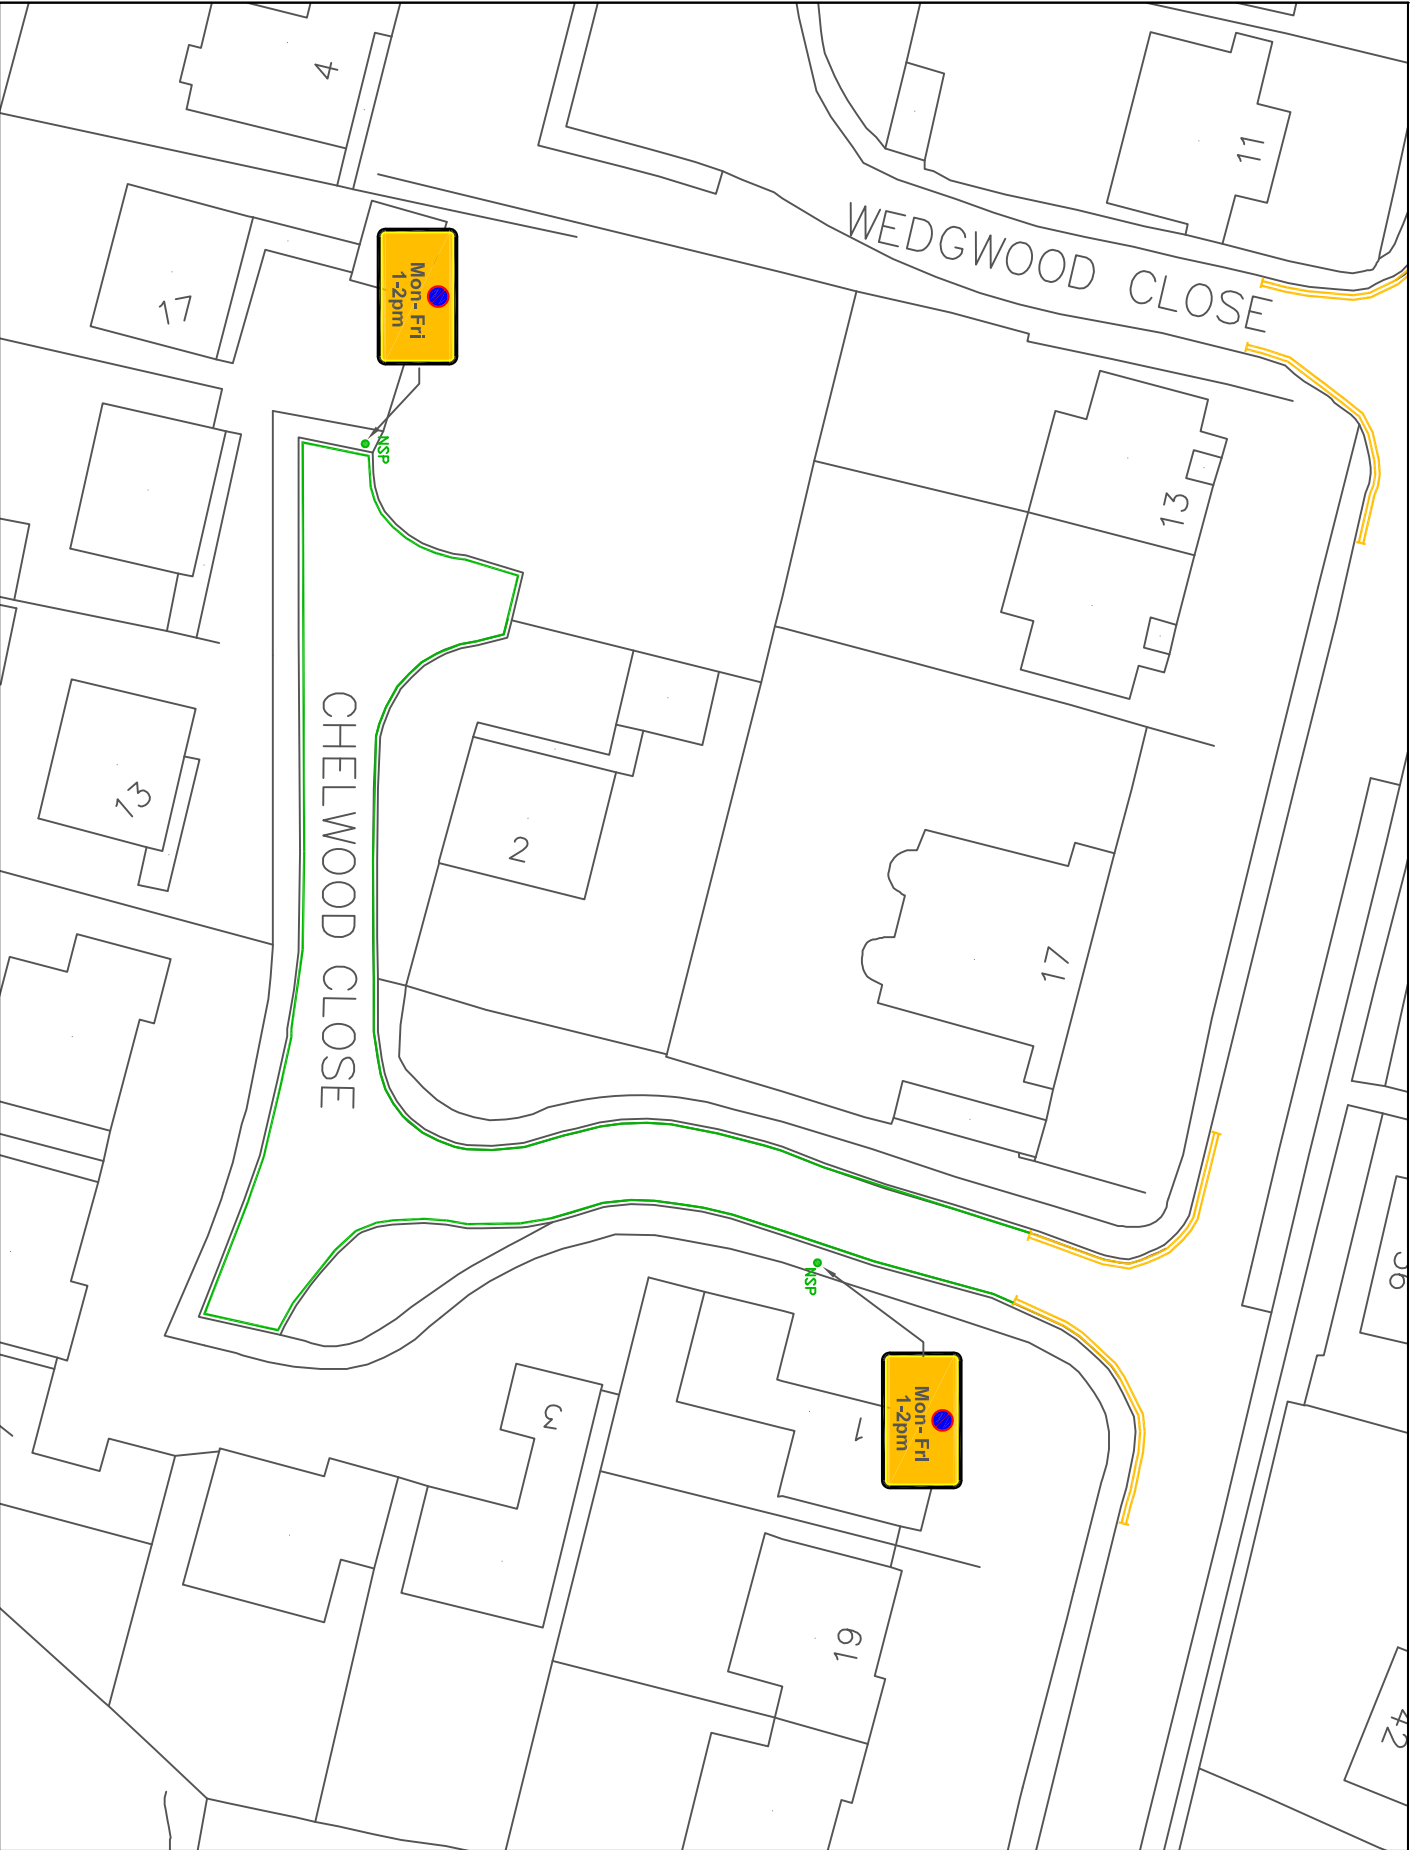 4
11
WEDGWOOD CLOSE
17
Mon- Fri
1-2pm
NSP
13
13
2
CHELWOOD CLOSE
17
36
NSP
Mon- FrI
1-2pm
1
3
19
42